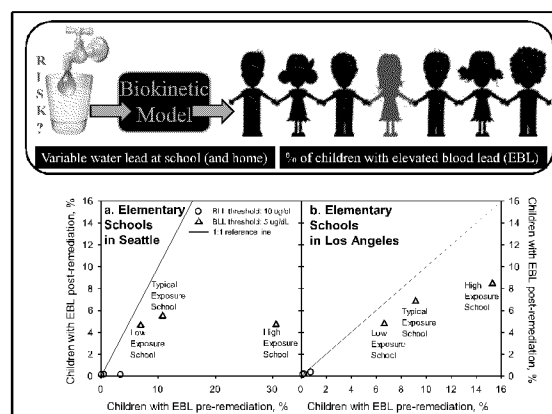 RISK?
Biokinetic
Model
Variable water lead at school (and home)
% of children with elevated blood lead (EBL)
Children with EBL post-remediation, %
16
14
12
10
8
6
4
2
0
a. Elementary
Schools
in Seattle
BLL threshold: 10 ug/dL
BLL threshold: 5 ug/dL
1:1 reference line
Typical
Exposure
School
Low
Exposure
School
High
Exposure
School
0 10 20 30
Children with EBL pre-remediation, %
b. Elementary
Schools
in Los Angeles
High
Exposure
School
Typical
Exposure
School
Low
Exposure
School
0 2 4 6 8 10 12 14 16
Children with EBL pre-remediation, %
16
14
12
10
8
6
4
2
0
Children with EBL post-remediation, %